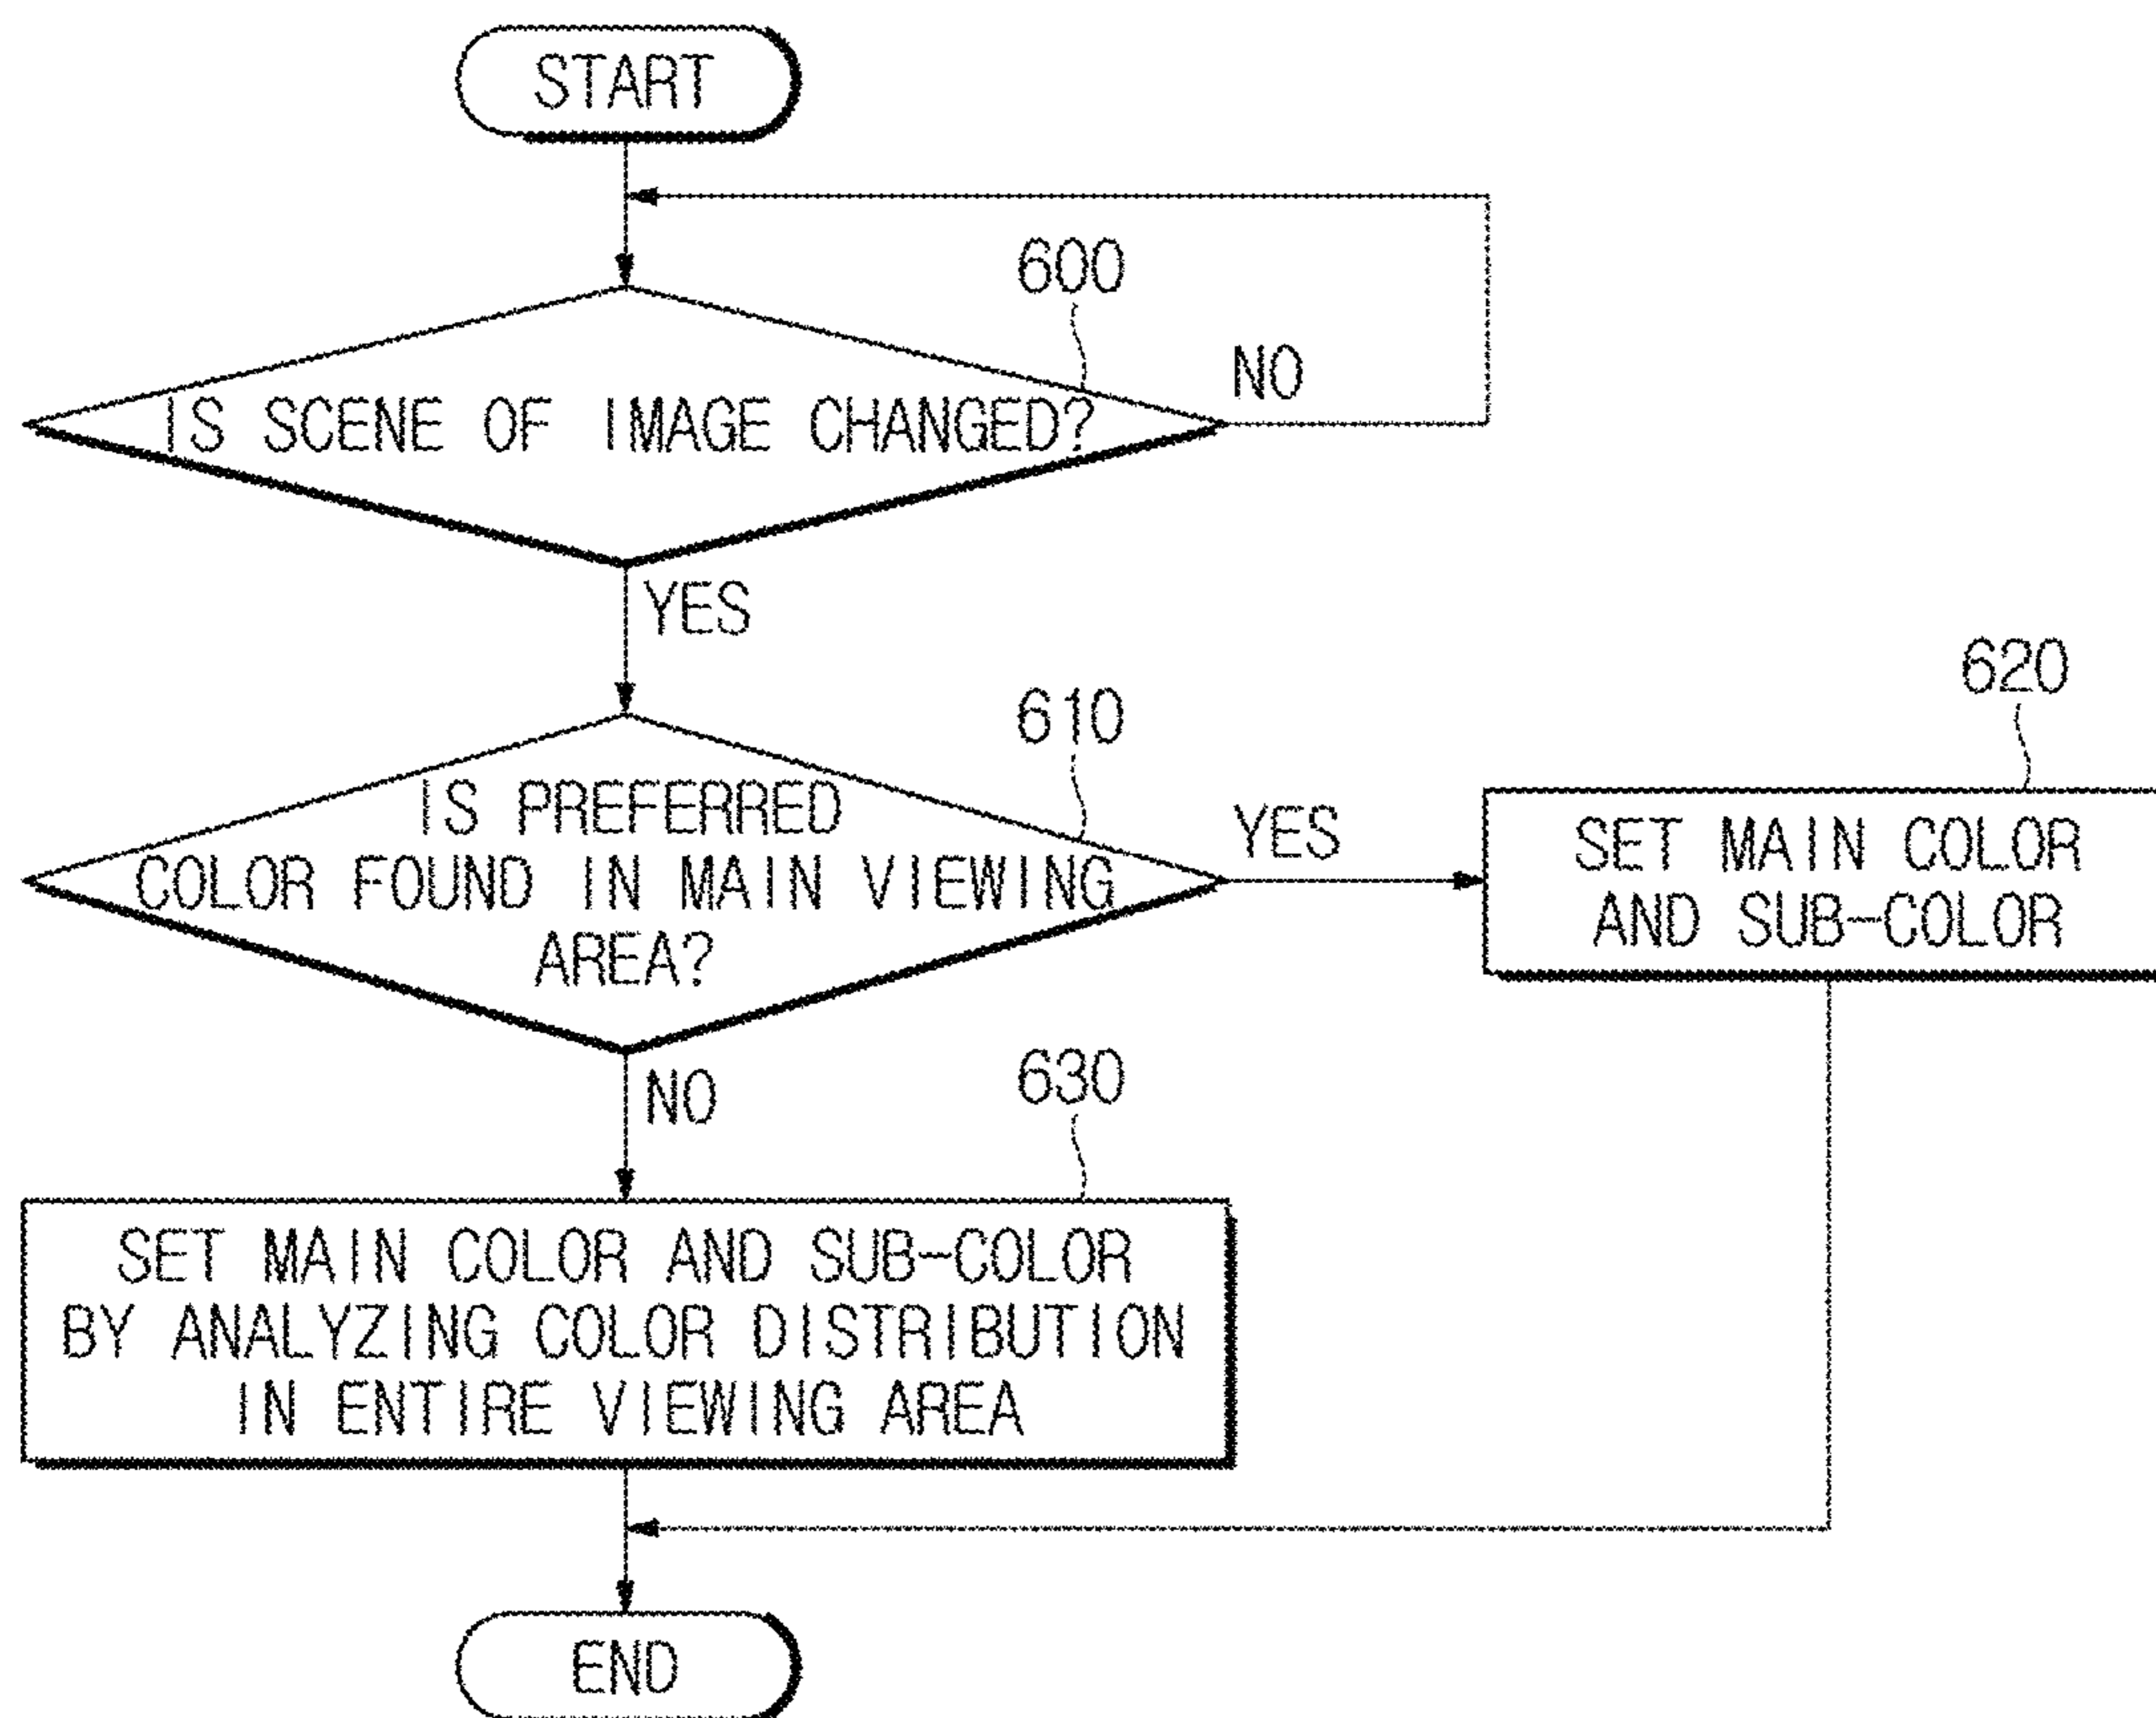 START
600
IS SCENE OF IMAGE CHANGED?
NO
YES
610
620
IS PREFERRED
COLOR FOUND IN MAIN VIEWING
AREA?
YES
SET MAIN COLOR
AND SUB-COLOR
NO
630
SET MAIN COLOR AND SUB-COLOR
BY ANALYZING COLOR DISTRIBUTION
IN ENTIRE VIEWING AREA
END